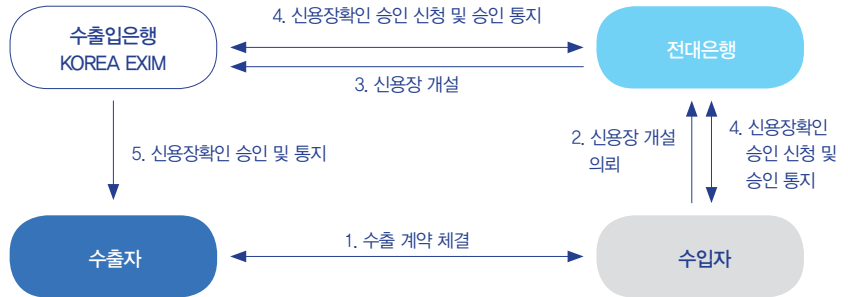 4. 신용장확인 승인 신청 및 승인 통지
수출입은행
KOREA EXIM
전대은행
3. 신용장 개설
5. 신용장확인 승인 및 통지
2. 신용장 개설
의뢰
4. 신용장확인
승인 신청 및
승인 통지
1. 수출 계약 체결
수출자
수입자